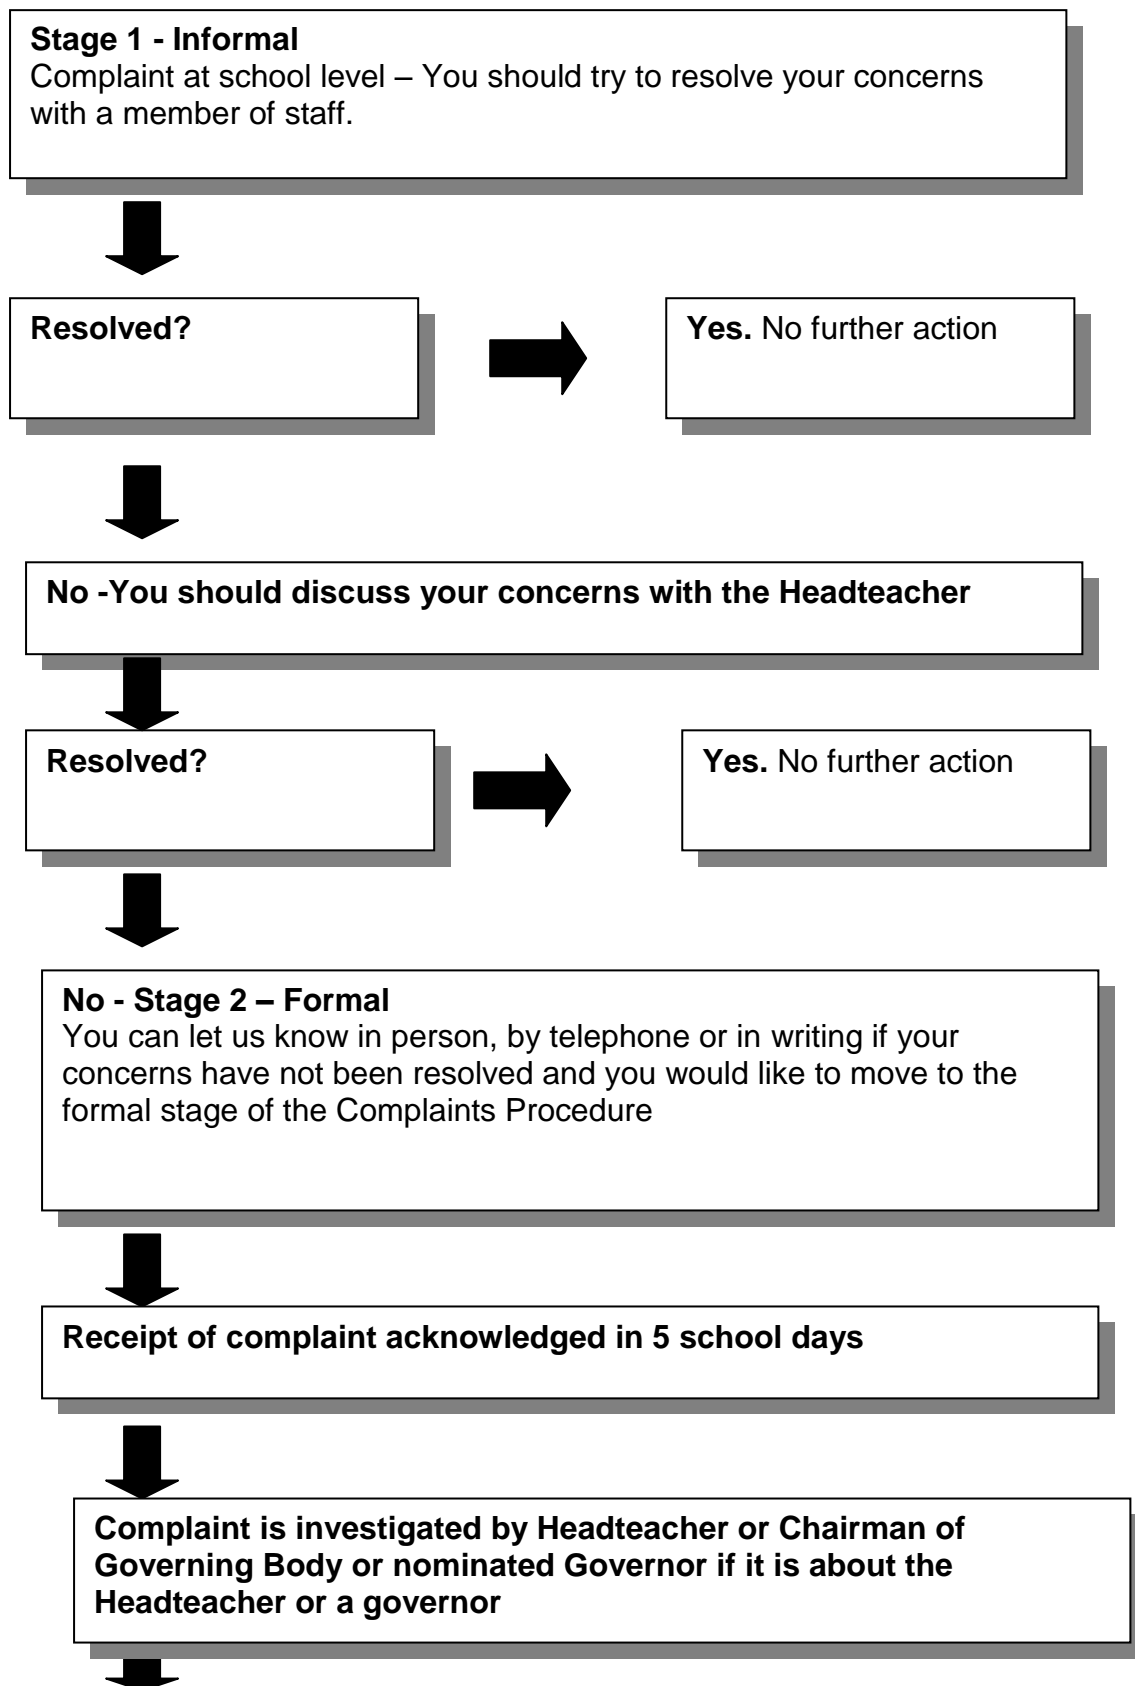 Stage 1 - Informal
Complaint at school level – You should try to resolve your concerns
with a member of staff.
Resolved?
Yes. No further action
No -You should discuss your concerns with the Headteacher
Resolved?
Yes. No further action
No - Stage 2 – Formal
You can let us know in person, by telephone or in writing if your
concerns have not been resolved and you would like to move to the
formal stage of the Complaints Procedure
Receipt of complaint acknowledged in 5 school days
Complaint is investigated by Headteacher or Chairman of
Governing Body or nominated Governor if it is about the
Headteacher or a governor